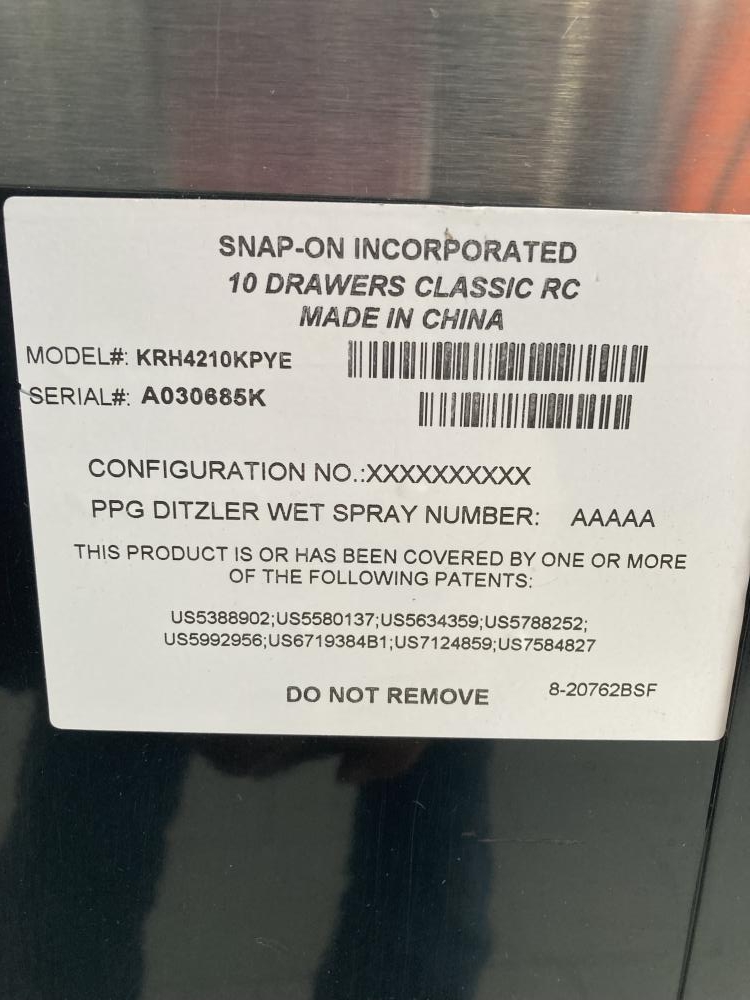 SNAP-ON INCORPORATED
10 DRAWERS CLASSIC RC
MADE IN CHINA
MODEL#: KRH4210KPYE
SERIAL#: A030685K
CONFIGURATION NO.:XXXXXXXXXX
PPG DITZLER WET SPRAY NUMBER: AAAAA
THIS PRODUCT IS OR HAS BEEN COVERED BY ONE OR MORE
OF THE FOLLOWING PATENTS:
US5388902;US5580137;US5634359;US5788252;
US5992956;US6719384B1;US7124859;US7584827
DO NOT REMOVE 8-20762BSF